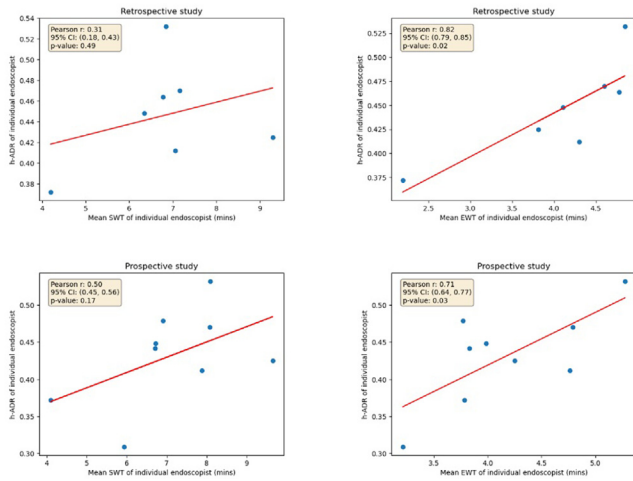 Retrospective study
Pearson r: 0.31
95% CI: (0.18, 0.43)
p-value: 0.49
h-ADR of individual endoscopist
0.54
0.52
0.50
0.48
0.46
0.44
0.42
0.40
0.38
4
5
6
7
8
9
Mean SWT of individual endoscopist (mins)
Retrospective study
Pearson r: 0.82
95% CI: (0.79, 0.85)
p-value: 0.02
h-ADR of individual endoscopist
0.525
0.500
0.475
0.450
0.425
0.400
0.375
2.5
3.0
3.5
4.0
4.5
Mean EWT of individual endoscopist (mins)
Prospective study
Pearson r: 0.50
95% CI: (0.45, 0.56)
p-value: 0.17
h-ADR of individual endoscopist
0.50
0.45
0.40
0.35
0.30
4
5
6
7
8
9
Mean SWT of individual endoscopist (mins)
Prospective study
Pearson r: 0.71
95% CI: (0.64, 0.77)
p-value: 0.03
h-ADR of individual endoscopist
0.50
0.45
0.40
0.35
0.30
3.5
4.0
4.5
5.0
Mean EWT of individual endoscopist (mins)